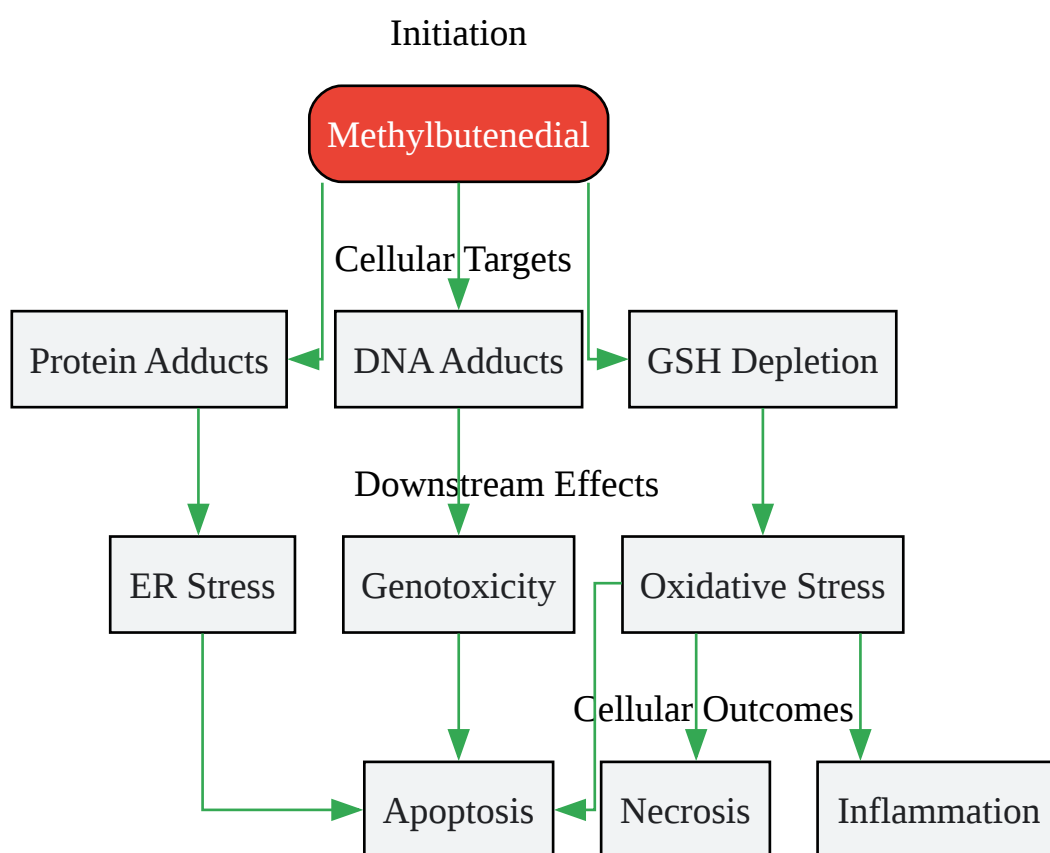 Initiation
Methylbutenedial
Cellular Targets
Protein Adducts
DNA Adducts
GSH Depletion
Downstream Effects
ER Stress
Genotoxicity
Oxidative Stress
Cellular Outcomes
Apoptosis
Necrosis
Inflammation